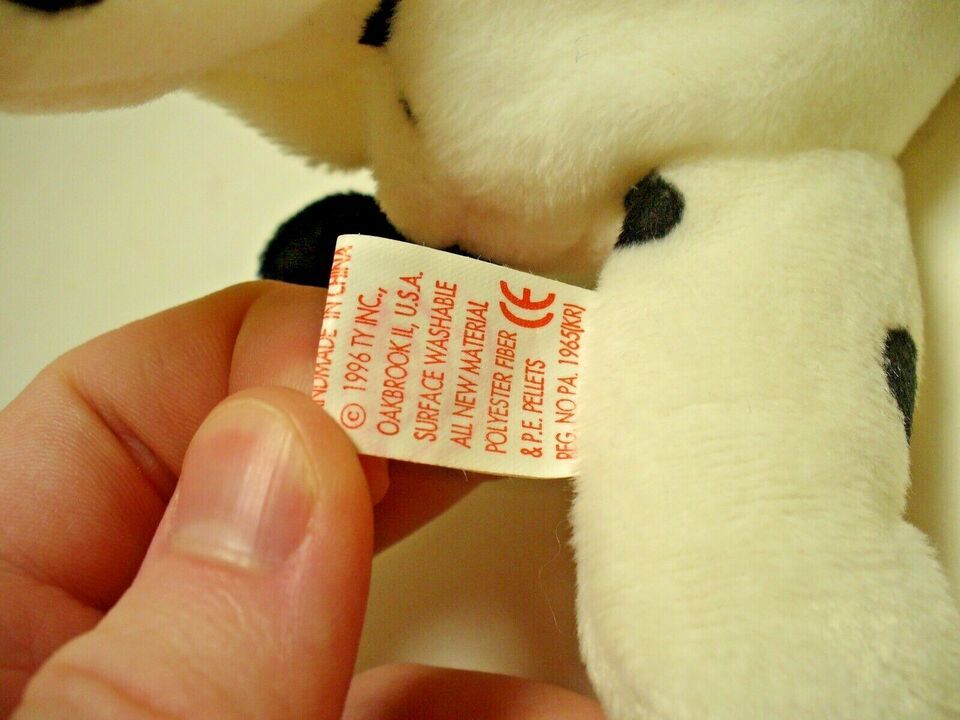 NDMADE IN CHINA
© 1996 TY INC.,
OAKBROOK IL, U.S.A.
SURFACE WASHABLE
ALL NEW MATERIAL
POLYESTER FIBER
& P.E. PELLETS CE
REG. NO PA. 1965(KR)